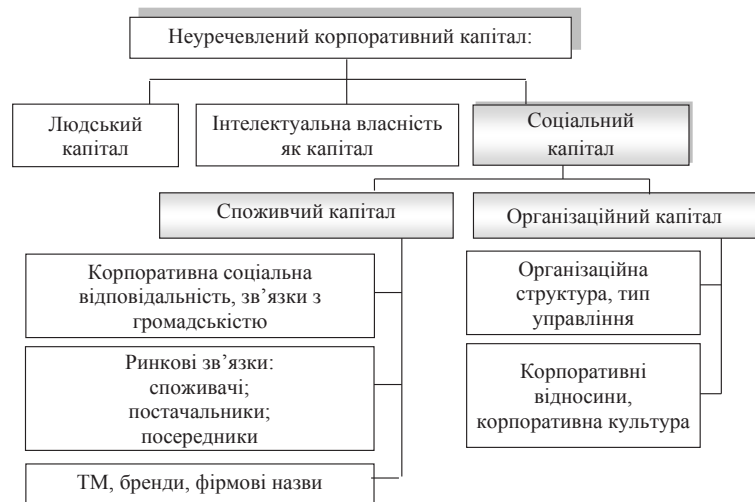 Неуречевлений корпоративний капітал:
Людський
капітал
Інтелектуальна власність
як капітал
Соціальний
капітал
Споживчий капітал
Організаційний капітал
Корпоративна соціальна
відповідальність, зв’язки з
громадськістю
Ринкові зв’язки:
споживачі;
постачальники;
посередники
ТМ, бренди, фірмові назви
Організаційна
структура, тип
управління
Корпоративні
відносини,
корпоративна культура